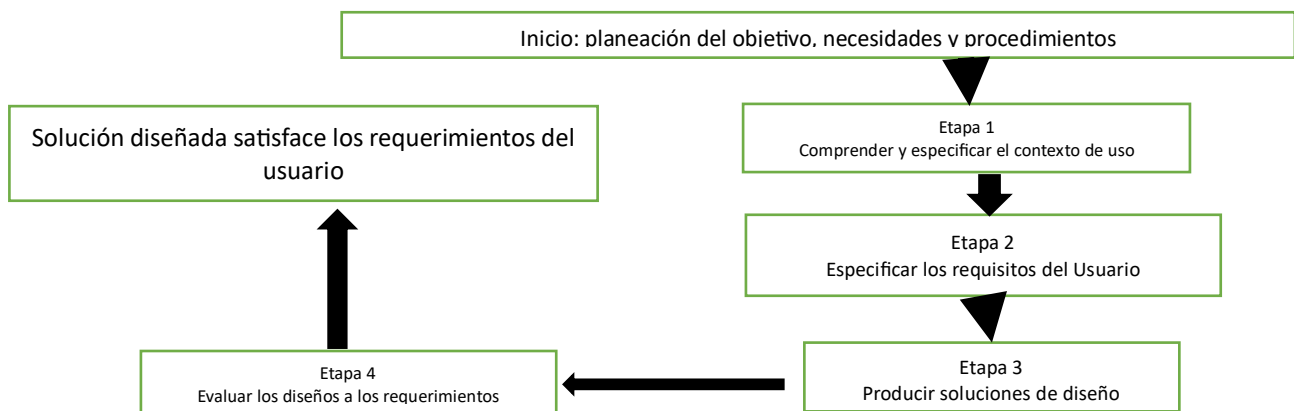 Inicio: planeación del objetivo, necesidades y procedimientos
Etapa 1
Comprender y especificar el contexto de uso
Etapa 2
Especificar los requisitos del Usuario
Etapa 3
Producir soluciones de diseño
Etapa 4
Evaluar los diseños a los requerimientos
Solución diseñada satisface los requerimientos del
usuario